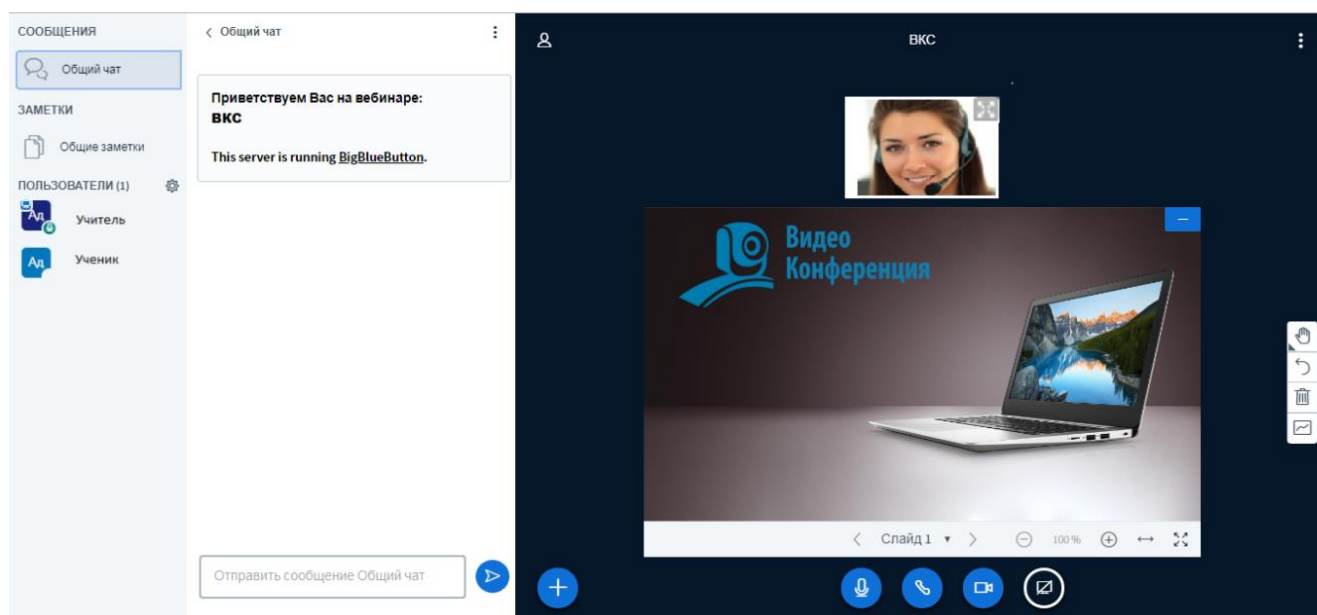 СООБЩЕНИЯ
Общий чат
ЗАМЕТКИ
Общие заметки
ПОЛЬЗОВАТЕЛИ (1)
Ад
Учитель
Ад
Ученик
Общий чат
Приветствуем Вас на вебинаре:
ВКС
This server is running BigBlueButton.
Отправить сообщение Общий чат
ВКС
Видео
Конференция
Слайд 1
100 %